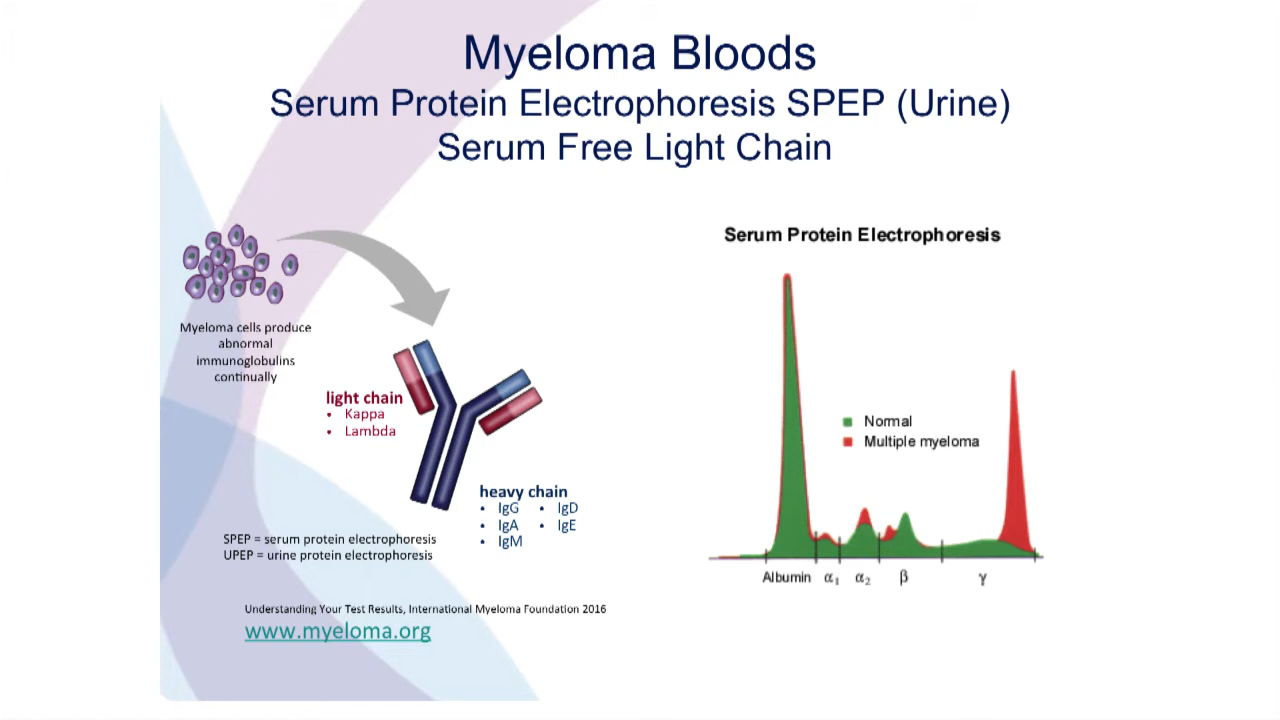 Myeloma Bloods
Serum Protein Electrophoresis SPEP (Urine)
Serum Free Light Chain
Myeloma cells produce
abnormal
immunoglobulins
continually
light chain
• Kappa
• Lambda
heavy chain
• IgG • IgD
• IgA • IgE
• IgM
SPEP = serum protein electrophoresis
UPEP = urine protein electrophoresis
Understanding Your Test Results, International Myeloma Foundation 2016
www.myeloma.org
Serum Protein Electrophoresis
Normal
Multiple myeloma
Albumin α₁ α₂ β γ